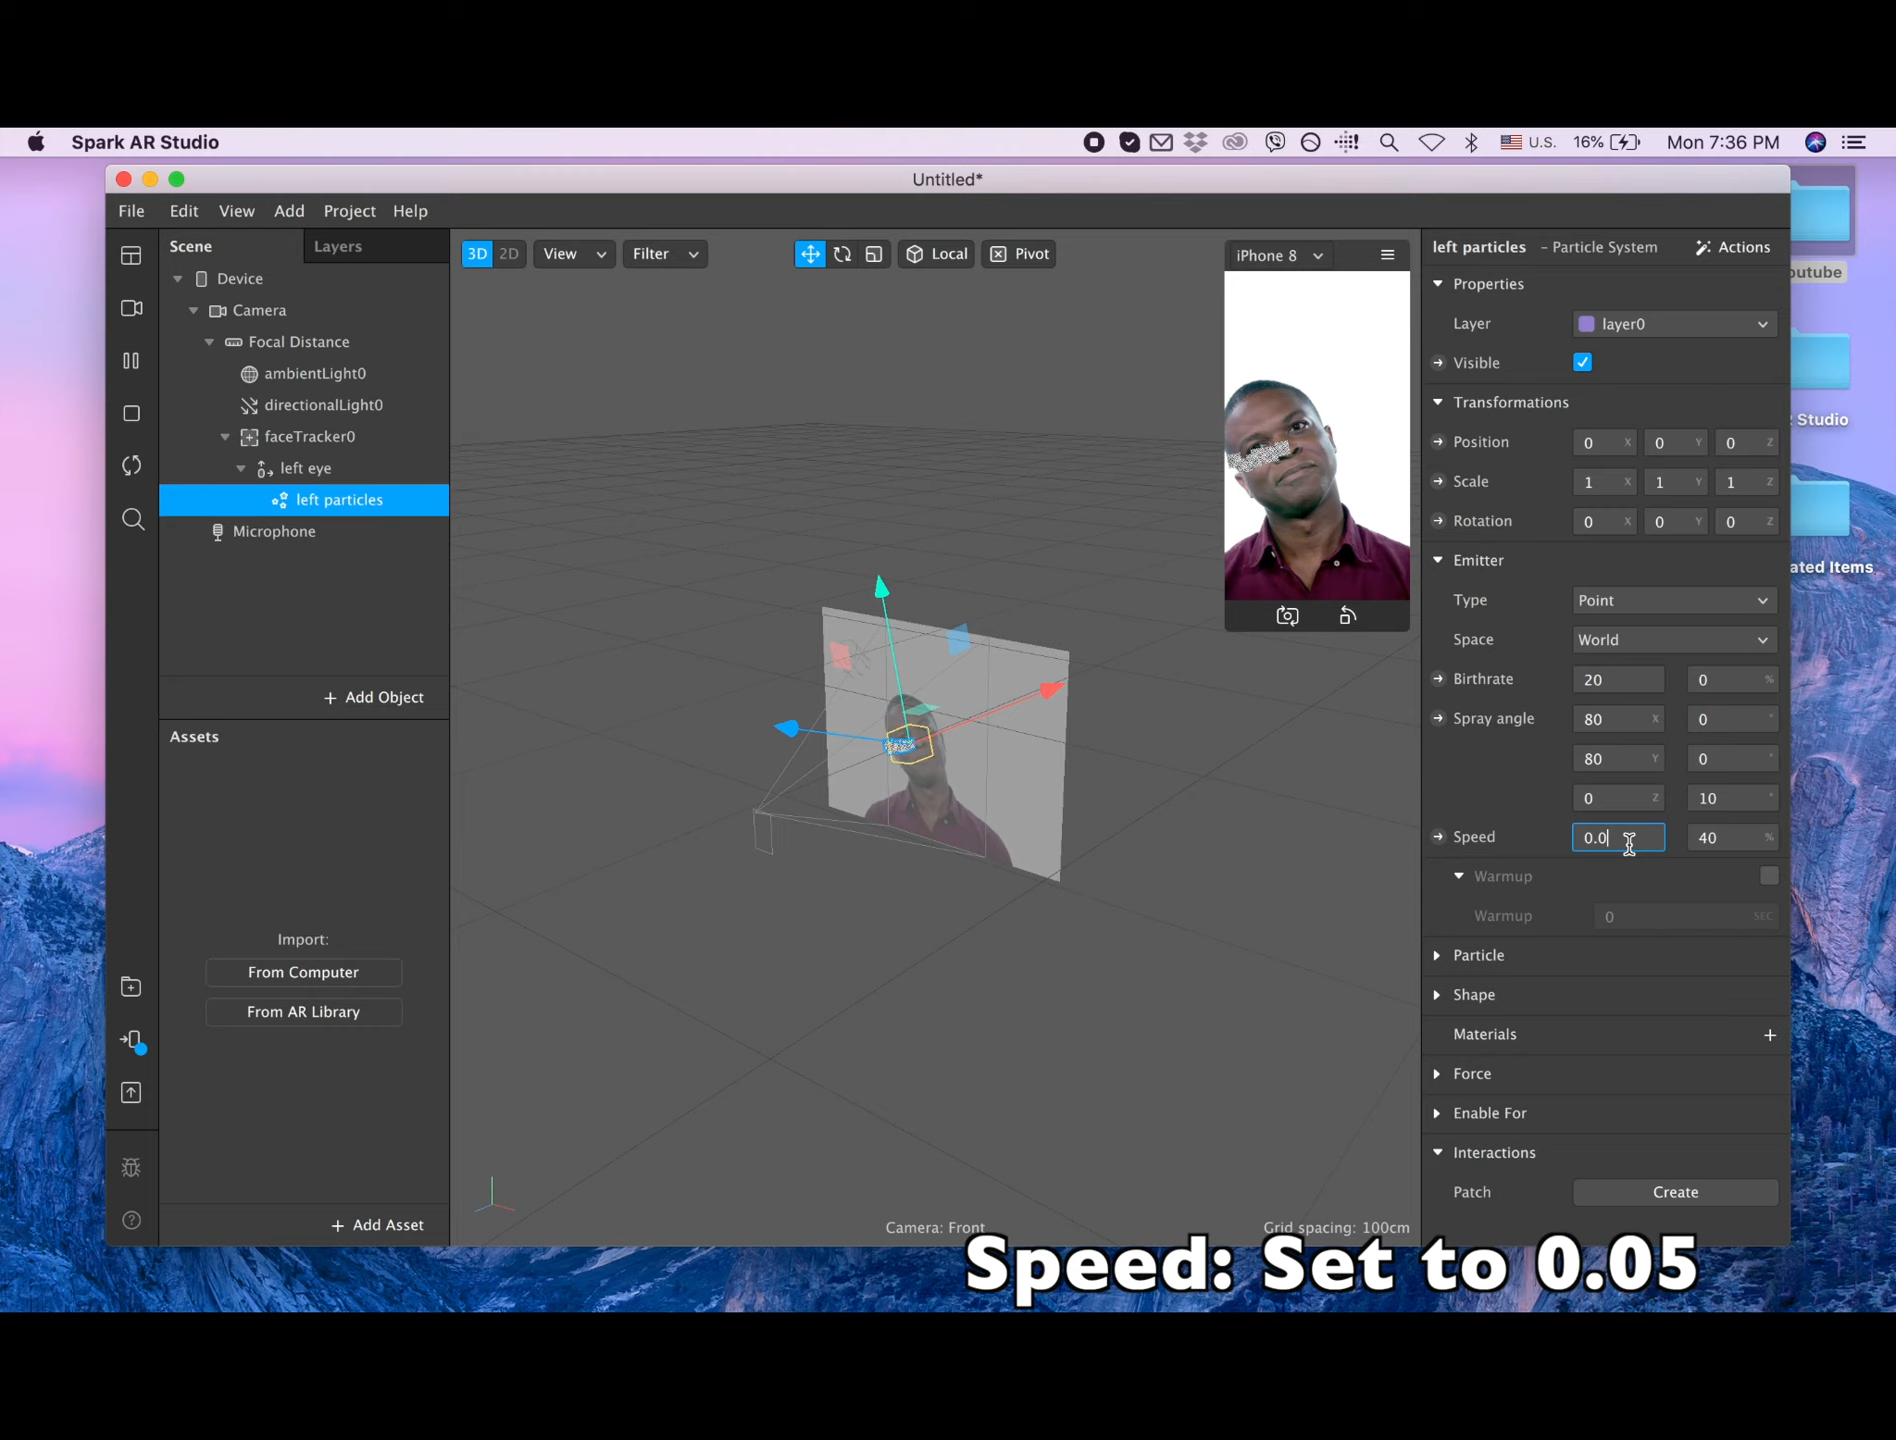 Spark AR Studio
U.S. 16% Mon 7:36 PM
Untitled*
File Edit View Add Project Help
Scene Layers
Device
Camera
Focal Distance
ambientLight0
directionalLight0
faceTracker0
left eye
left particles
Microphone
+ Add Object
Assets
Import:
From Computer
From AR Library
+ Add Asset
3D 2D View Filter Local Pivot
iPhone 8
Camera: Front
Grid spacing: 100cm
left particles - Particle System Actions
Properties
Layer layer0
Visible
Transformations
Position 0 X 0 Y 0 Z
Scale 1 X 1 Y 1 Z
Rotation 0 X 0 Y 0 Z
Emitter
Type Point
Space World
Birthrate 20 0 %
Spray angle 80 X 0 °
80 Y 0 °
0 Z 10 °
Speed 0.0 40 %
Warmup
Warmup 0 SEC
Particle
Shape
Materials +
Force
Enable For
Interactions
Patch Create
outube
Studio
ated Items
Speed: Set to 0.05